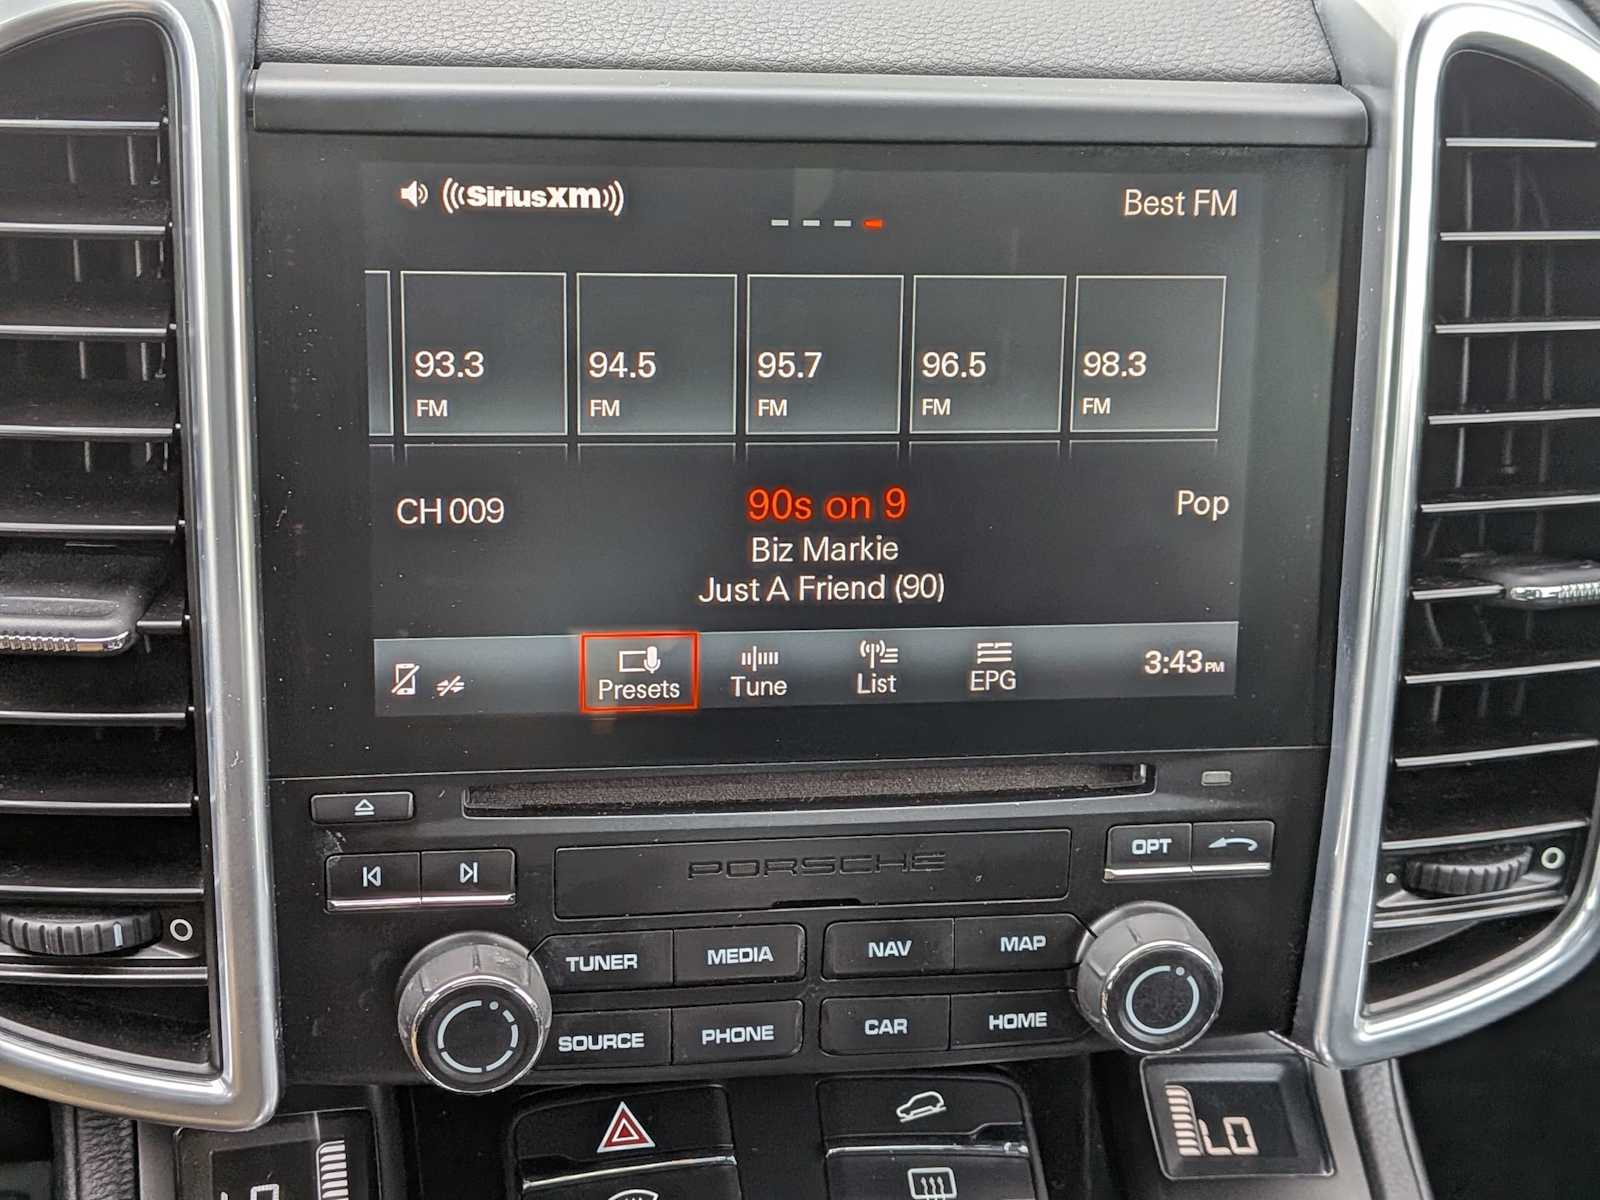 SiriusXM
Best FM
93.3 94.5 95.7 96.5 98.3
FM FM FM FM FM
CH 009 90s on 9 Pop
Biz Markie
Just A Friend (90)
Presets Tune List EPG 3:43 PM
OPT
PORSCHE
TUNER MEDIA NAV MAP
SOURCE PHONE CAR HOME
LO